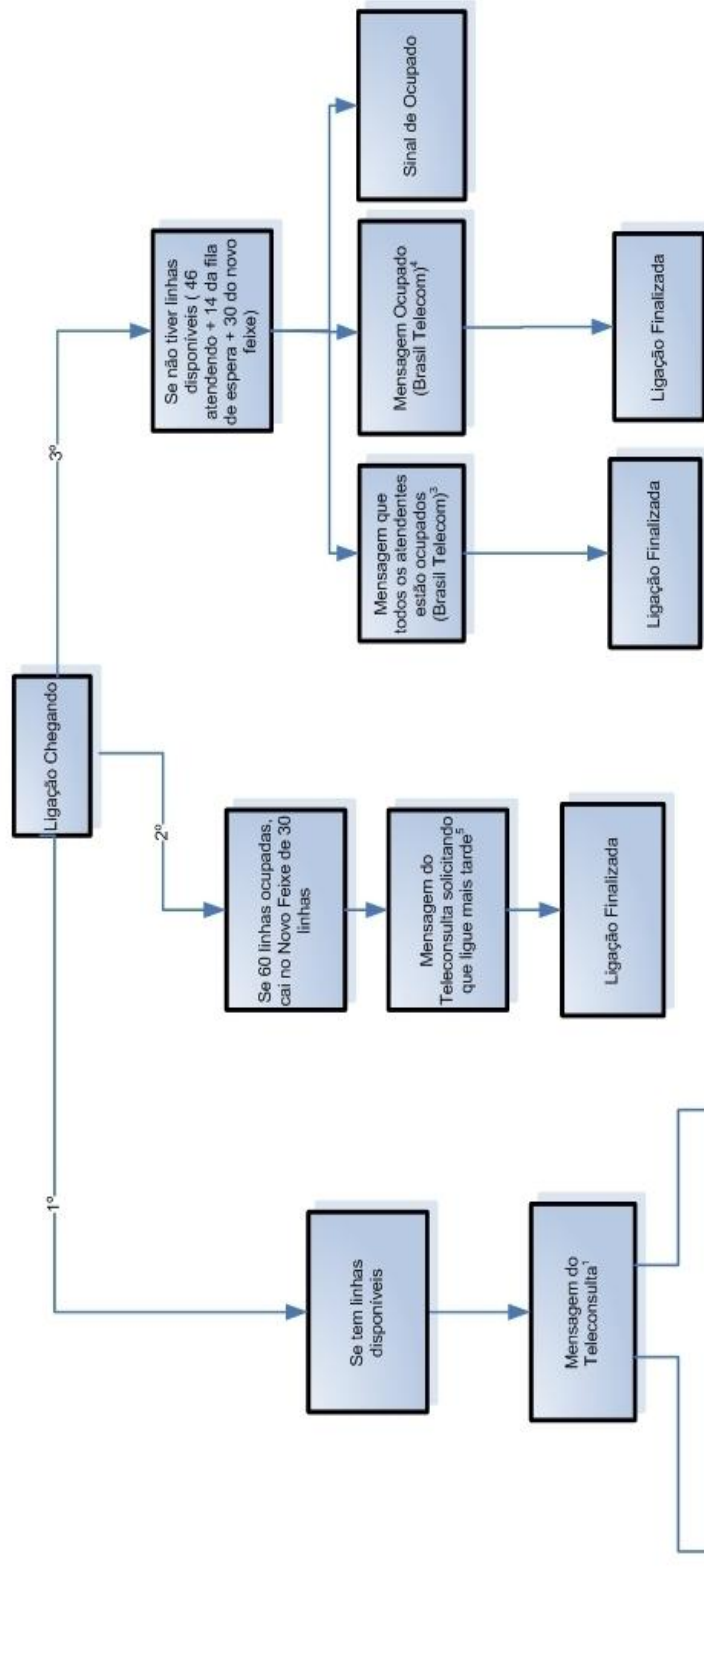 Ligação Chegando
1º
2º
3º
Se tem linhas
disponíveis
Mensagem do
Teleconsulta¹
Se 60 linhas ocupadas,
cai no Novo Feixe de 30
linhas
Mensagem do
Teleconsulta solicitando
que ligue mais tarde⁵
Ligação Finalizada
Se não tiver linhas
disponíveis ( 46
atendendo + 14 da fila
de espera + 30 do novo
feixe)
Mensagem que
todos os atendentes
estão ocupados
(Brasil Telecom)³
Ligação Finalizada
Mensagem Ocupado
(Brasil Telecom)⁴
Ligação Finalizada
Sinal de Ocupado